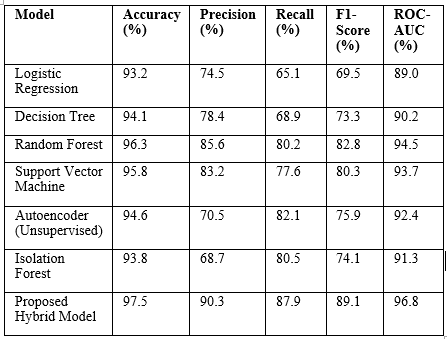 Model Accuracy (%) Precision (%) Recall (%) F1-Score (%) ROC-AUC (%)
Logistic Regression 93.2 74.5 65.1 69.5 89.0
Decision Tree 94.1 78.4 68.9 73.3 90.2
Random Forest 96.3 85.6 80.2 82.8 94.5
Support Vector Machine 95.8 83.2 77.6 80.3 93.7
Autoencoder (Unsupervised) 94.6 70.5 82.1 75.9 92.4
Isolation Forest 93.8 68.7 80.5 74.1 91.3
Proposed Hybrid Model 97.5 90.3 87.9 89.1 96.8